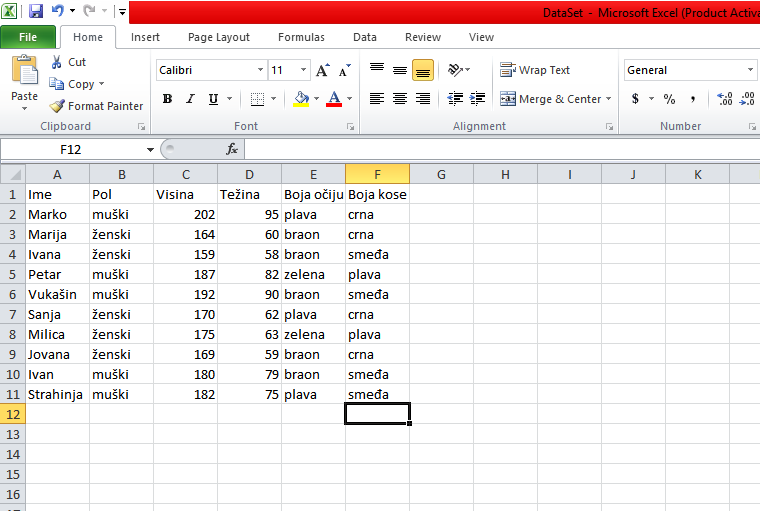 DataSet - Microsoft Excel (Product Activa
File Home Insert Page Layout Formulas Data Review View
Paste
Cut
Copy
Format Painter
Calibri 11 A A
B I U A
Wrap Text
Merge & Center
General
$ % , .00 .00
Clipboard Font Alignment Number
F12 fx
A B C D E F G H I J K
1 Ime Pol Visina Težina Boja očiju Boja kose
2 Marko muški 202 95 plava crna
3 Marija ženski 164 60 braon crna
4 Ivana ženski 159 58 braon smeđa
5 Petar muški 187 82 zelena plava
6 Vukašin muški 192 90 braon smeđa
7 Sanja ženski 170 62 plava crna
8 Milica ženski 175 63 zelena plava
9 Jovana ženski 169 59 braon crna
10 Ivan muški 180 79 braon smeđa
11 Strahinja muški 182 75 plava smeđa
12
13
14
15
16